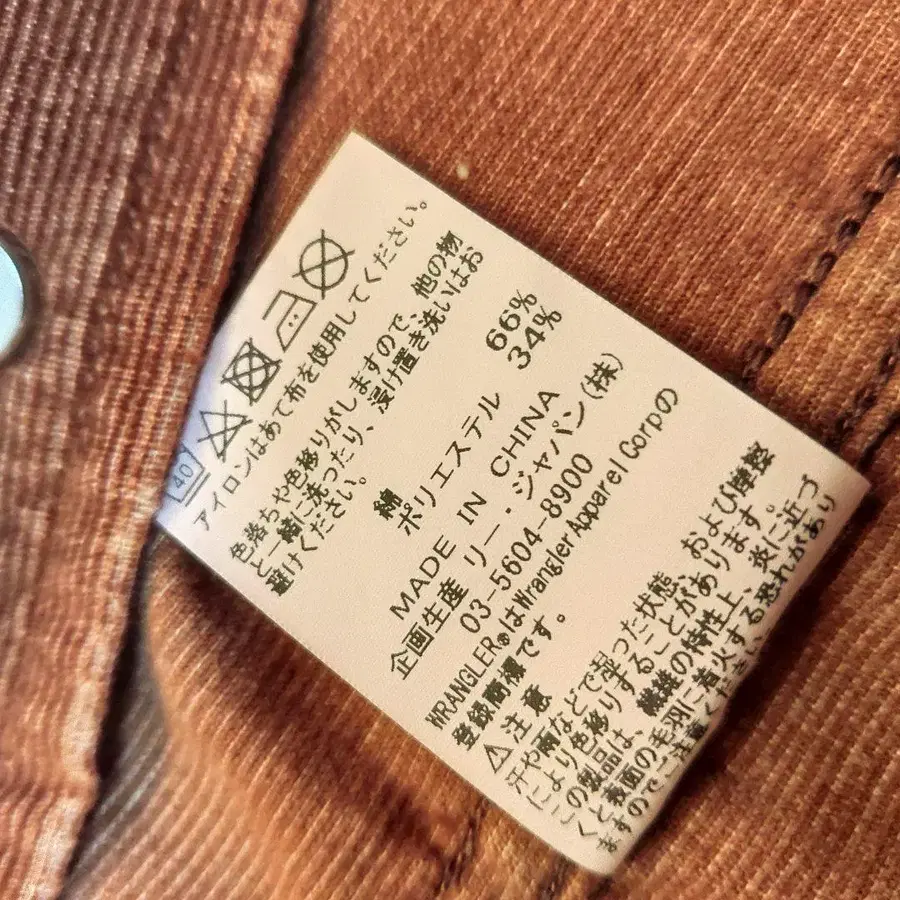 40
アイロンはあて布を使用してください。
色落ちや色移りがしますので、他の物
と一緒に洗ったり、浸け置き洗いはお
避けください。
綿 66%
ポリエステル 34%
MADE IN CHINA
企画生産 リー・ジャパン(株)
03-5604-8900
WRANGLER®はWrangler Apparel Corpの
登録商標です。
⚠注意
汗や雨などで湿った状態、および摩擦
により色移りすることがあります。
この製品は、繊維の特性上、炎に近づ
くと表面の毛羽に着火する恐れがあり
ますのでご注意ください